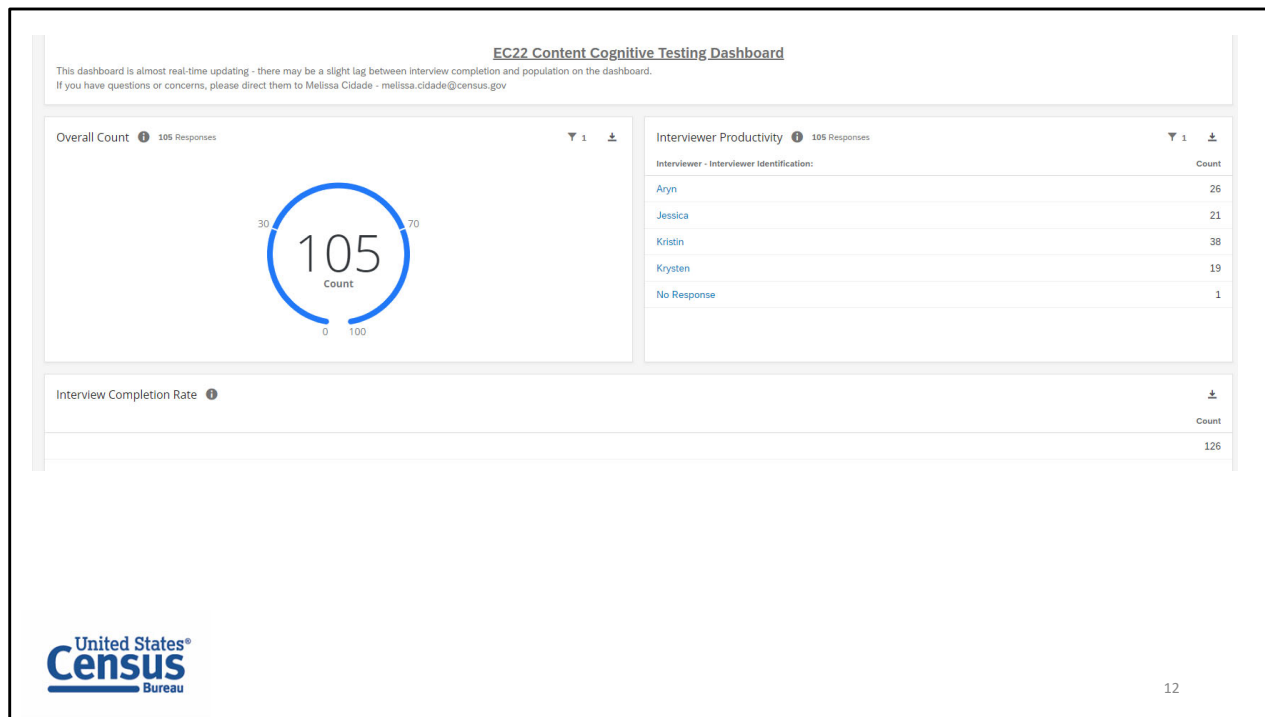 EC22 Content Cognitive Testing Dashboard
This dashboard is almost real-time updating - there may be a slight lag between interview completion and population on the dashboard.
If you have questions or concerns, please direct them to Melissa Cidade - melissa.cidade@census.gov
Overall Count 105 Responses 1
30 70
105
Count
0 100
Interviewer Productivity 105 Responses 1
Interviewer - Interviewer Identification: Count
Aryn 26
Jessica 21
Kristin 38
Krysten 19
No Response 1
Interview Completion Rate
Count
126
United States®
Census
Bureau
12